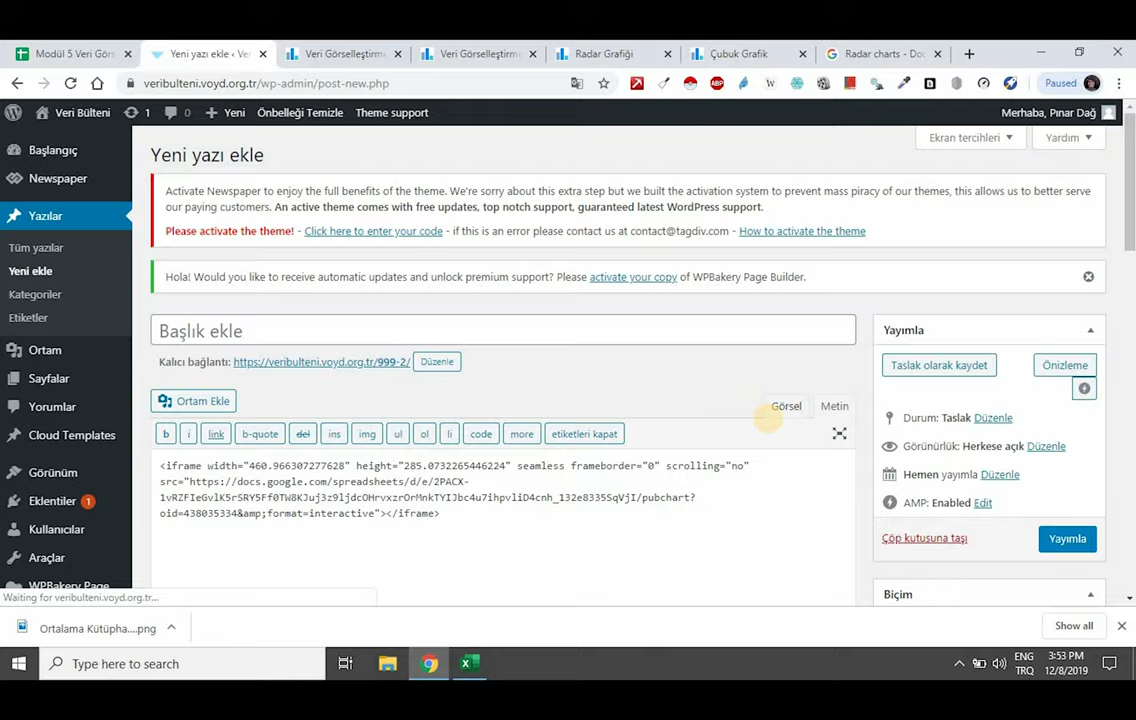 Modül 5 Veri Görs
Yeni yazı ekle ‹ Ver
Veri Görselleştirme
Veri Görselleştirme
Radar Grafiği
Çubuk Grafik
Radar charts - Doc
veribulteni.voyd.org.tr/wp-admin/post-new.php
ABP
W
Paused
Veri Bülteni
1
0
Yeni
Önbelleği Temizle
Theme support
Merhaba, Pınar Dağ
Başlangıç
Newspaper
Yazılar
Tüm yazılar
Yeni ekle
Kategoriler
Etiketler
Ortam
Sayfalar
Yorumlar
Cloud Templates
Görünüm
Eklentiler 1
Kullanıcılar
Araçlar
WPBakery Page
Ekran tercihleri
Yardım
Yeni yazı ekle
Activate Newspaper to enjoy the full benefits of the theme. We're sorry about this extra step but we built the activation system to prevent mass piracy of our themes, this allows us to better serve
our paying customers. An active theme comes with free updates, top notch support, guaranteed latest WordPress support.
Please activate the theme! - Click here to enter your code - if this is an error please contact us at contact@tagdiv.com - How to activate the theme
Hola! Would you like to receive automatic updates and unlock premium support? Please activate your copy of WPBakery Page Builder.
Başlık ekle
Kalıcı bağlantı: https://veribulteni.voyd.org.tr/999-2/ Düzenle
Ortam Ekle
Görsel
Metin
b
i
link
b-quote
del
ins
img
ul
ol
li
code
more
etiketleri kapat
<iframe width="460.966307277628" height="285.0732265446224" seamless frameborder="0" scrolling="no"
src="https://docs.google.com/spreadsheets/d/e/2PACX-
1vRZFIeGvlK5rSRY5Ff0TW8KJuj3z9ljdcOHrvxzrOrMnkTYIJbc4u7ihpvliD4cnh_132e8335SqVjI/pubchart?
oid=438035334&amp;format=interactive"></iframe>
Yayımla
Taslak olarak kaydet
Önizleme
Durum: Taslak Düzenle
Görünürlük: Herkese açık Düzenle
Hemen yayımla Düzenle
AMP: Enabled Edit
Çöp kutusuna taşı
Yayımla
Biçim
Waiting for veribulteni.voyd.org.tr...
Ortalama Kütüpha....png
Show all
Type here to search
ENG
TRQ
3:53 PM
12/8/2019